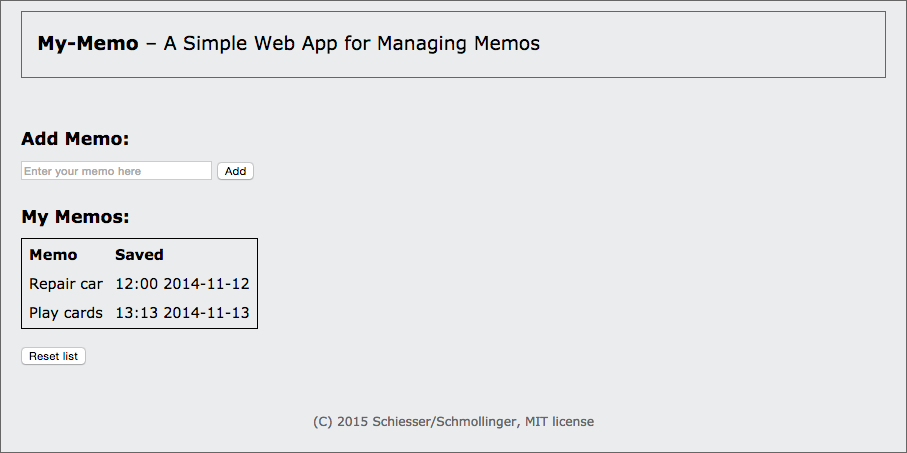 My-Memo – A Simple Web App for Managing Memos
Add Memo:
Enter your memo here Add
My Memos:
Memo Saved
Repair car 12:00 2014-11-12
Play cards 13:13 2014-11-13
Reset list
(C) 2015 Schiesser/Schmollinger, MIT license